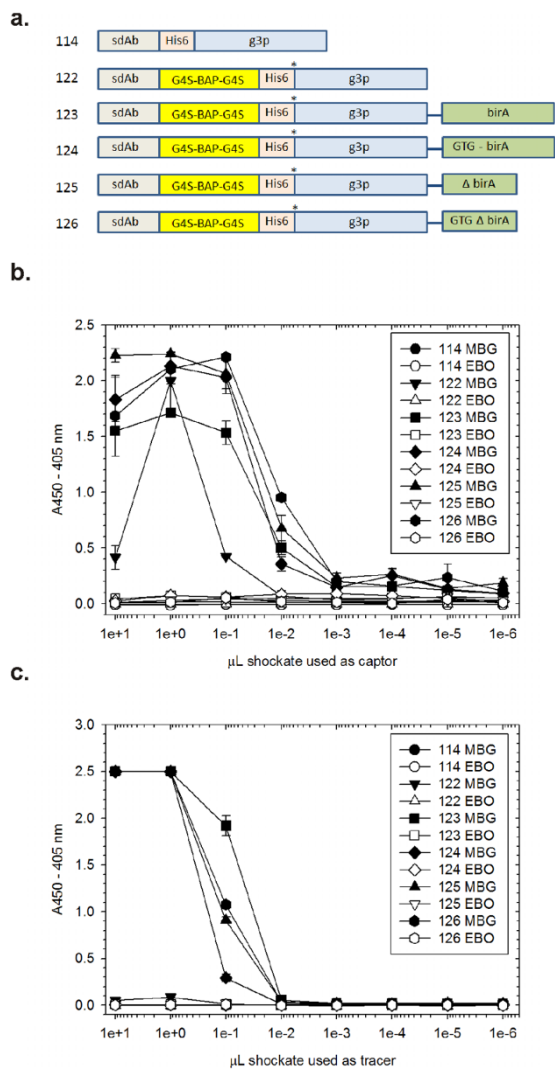 a.
114 sdAb His6 g3p
*
122 sdAb G4S-BAP-G4S His6 g3p
*
123 sdAb G4S-BAP-G4S His6 g3p birA
*
124 sdAb G4S-BAP-G4S His6 g3p GTG - birA
*
125 sdAb G4S-BAP-G4S His6 g3p Δ birA
*
126 sdAb G4S-BAP-G4S His6 g3p GTG Δ birA
b.
A450 - 405 nm
2.5
2.0
1.5
1.0
0.5
0.0
114 MBG
114 EBO
122 MBG
122 EBO
123 MBG
123 EBO
124 MBG
124 EBO
125 MBG
125 EBO
126 MBG
126 EBO
1e+1 1e+0 1e-1 1e-2 1e-3 1e-4 1e-5 1e-6
µL shockate used as captor
c.
A450 - 405 nm
3.0
2.5
2.0
1.5
1.0
0.5
0.0
114 MBG
114 EBO
122 MBG
122 EBO
123 MBG
123 EBO
124 MBG
124 EBO
125 MBG
125 EBO
126 MBG
126 EBO
1e+1 1e+0 1e-1 1e-2 1e-3 1e-4 1e-5 1e-6
µL shockate used as tracer